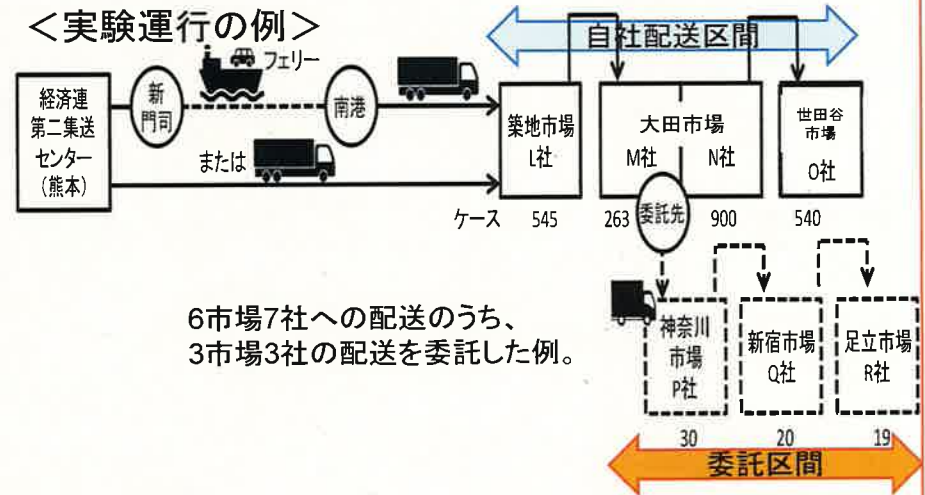 ＜実験運行の例＞
自社配送区間
フェリー
経済連
第二集送
センター
(熊本)
新
門司
南港
または
築地市場
L社
大田市場
M社
N社
世田谷
市場
O社
ケース
545
263
委託先
900
540
6市場7社への配送のうち、
3市場3社の配送を委託した例。
神奈川
市場
P社
新宿市場
Q社
足立市場
R社
30
20
19
委託区間